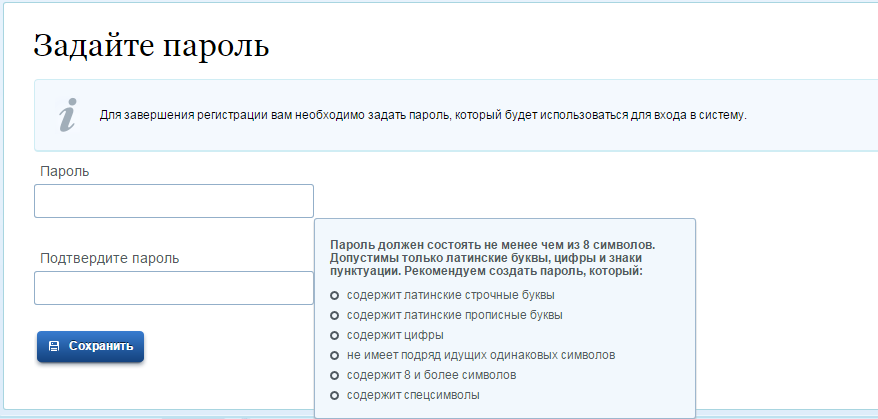 Задайте пароль
Для завершения регистрации вам необходимо задать пароль, который будет использоваться для входа в систему.
Пароль
Подтвердите пароль
Пароль должен состоять не менее чем из 8 символов.
Допустимы только латинские буквы, цифры и знаки
пунктуации. Рекомендуем создать пароль, который:
содержит латинские строчные буквы
содержит латинские прописные буквы
содержит цифры
не имеет подряд идущих одинаковых символов
содержит 8 и более символов
содержит спецсимволы
Сохранить